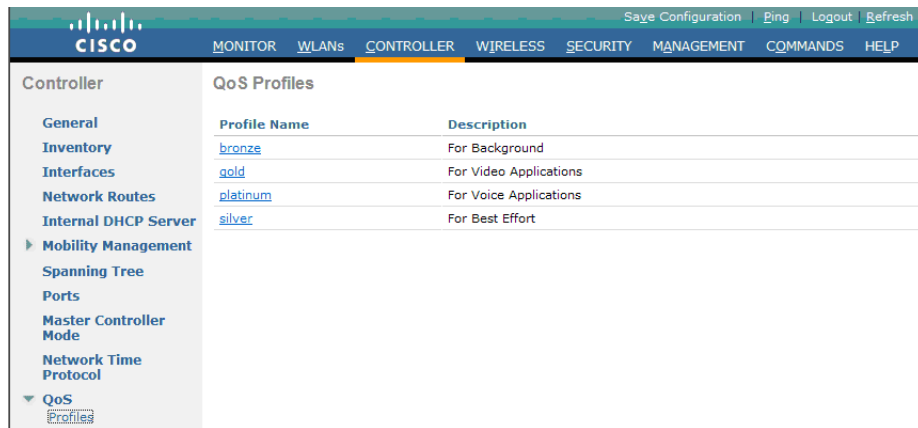 Save Configuration | Ping | Logout | Refresh
CISCO
MONITOR WLANs CONTROLLER WIRELESS SECURITY MANAGEMENT COMMANDS HELP
Controller
General
Inventory
Interfaces
Network Routes
Internal DHCP Server
Mobility Management
Spanning Tree
Ports
Master Controller
Mode
Network Time
Protocol
QoS
Profiles
QoS Profiles
Profile Name Description
bronze For Background
gold For Video Applications
platinum For Voice Applications
silver For Best Effort